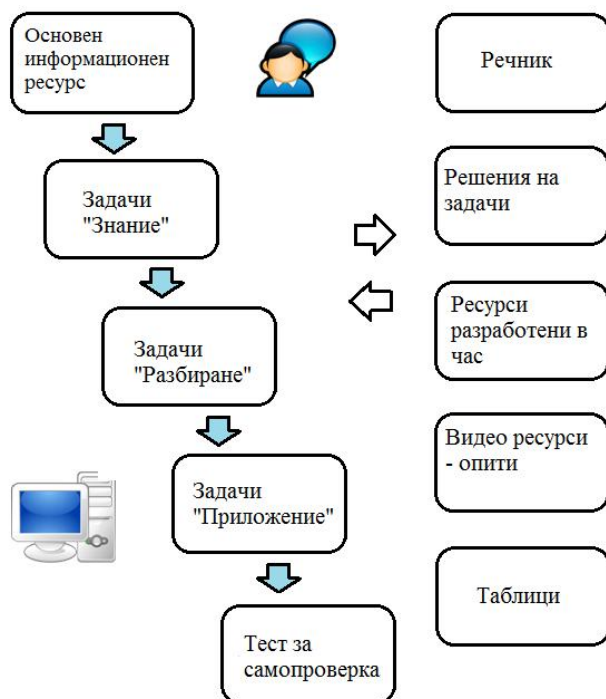 Основен
информационен
ресурс
Задачи
"Знание"
Задачи
"Разбиране"
Задачи
"Приложение"
Тест за
самопроверка
Речник
Решения на
задачи
Ресурси
разработени в
час
Видео ресурси
- опити
Таблици